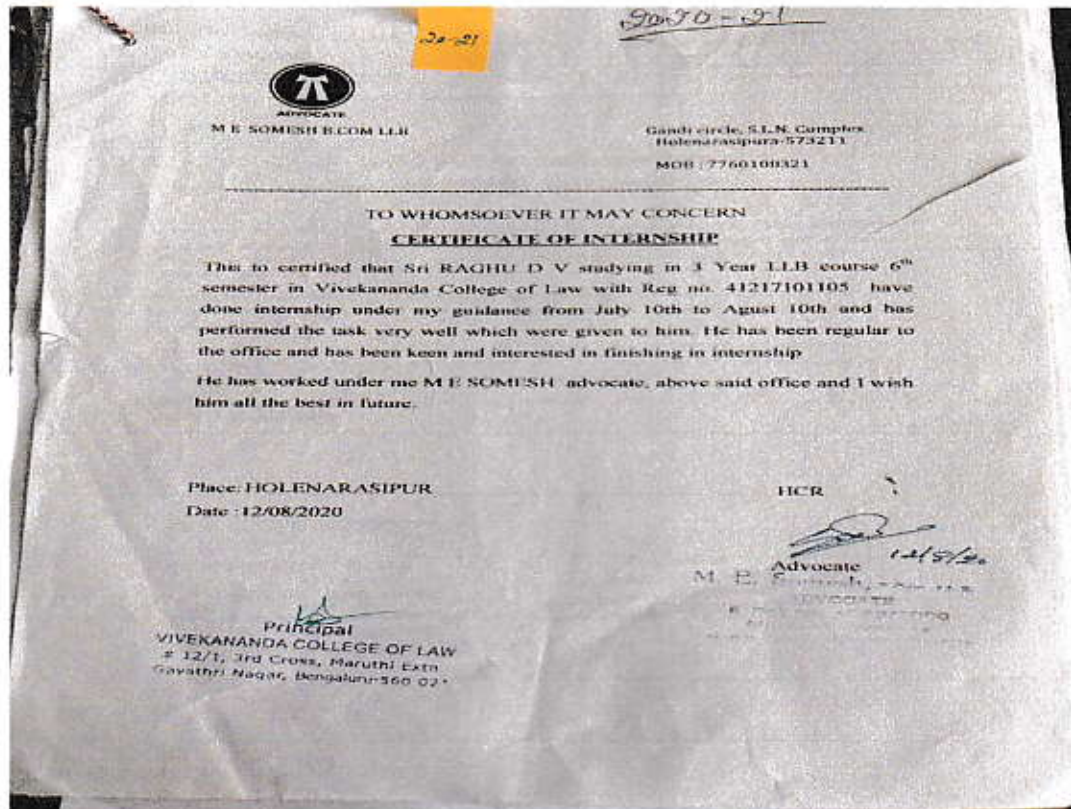 2020-21
20-21
ADVOCATE
M E SOMESH B.COM LLB
Gandi circle, S.L.N. Complex
Holenarasipura-573211
MOB : 7760108321
TO WHOMSOEVER IT MAY CONCERN
CERTIFICATE OF INTERNSHIP
This to certified that Sri RAGHU D V studying in 3 Year LLB course 6th
semester in Vivekananda College of Law with Reg no. 41217101105 have
done internship under my guidance from July 10th to Agust 10th and has
performed the task very well which were given to him. He has been regular to
the office and has been keen and interested in finishing in internship
He has worked under me M E SOMESH advocate, above said office and I wish
him all the best in future.
Place: HOLENARASIPUR
Date : 12/08/2020
HCR
12/8/20
Advocate
M. E. Somesh,
ADVOCATE
Principal
VIVEKANANDA COLLEGE OF LAW
# 12/1, 3rd Cross, Maruthi Extn
Gayathri Nagar, Bengaluru-560 02